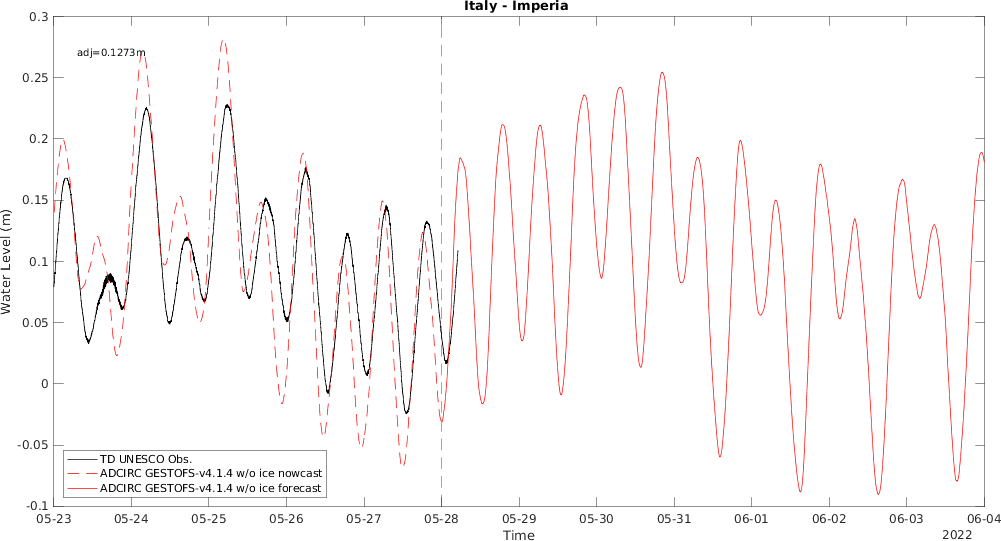 Italy - Imperia
adj=0.1273m
0.3
0.25
0.2
0.15
0.1
0.05
0
-0.05
-0.1
Water Level (m)
TD UNESCO Obs.
ADCIRC GESTOFS-v4.1.4 w/o ice nowcast
ADCIRC GESTOFS-v4.1.4 w/o ice forecast
05-23 05-24 05-25 05-26 05-27 05-28 05-29 05-30 05-31 06-01 06-02 06-03 06-04
Time
2022